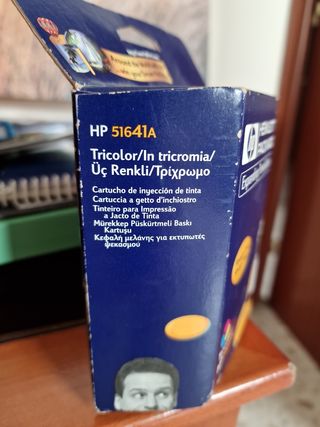 HP 51641A
Tricolor/In tricromia/
Üç Renkli/Τρίχρωμο
Cartucho de inyección de tinta
Cartuccia a getto d'inchiostro
Tinteiro para Impressão
a Jacto de Tinta
Mürekkep Püskürtmeli Baskı
Kartuşu
Κεφαλή μελάνης για εκτυπωτές
ψεκασμού
hp